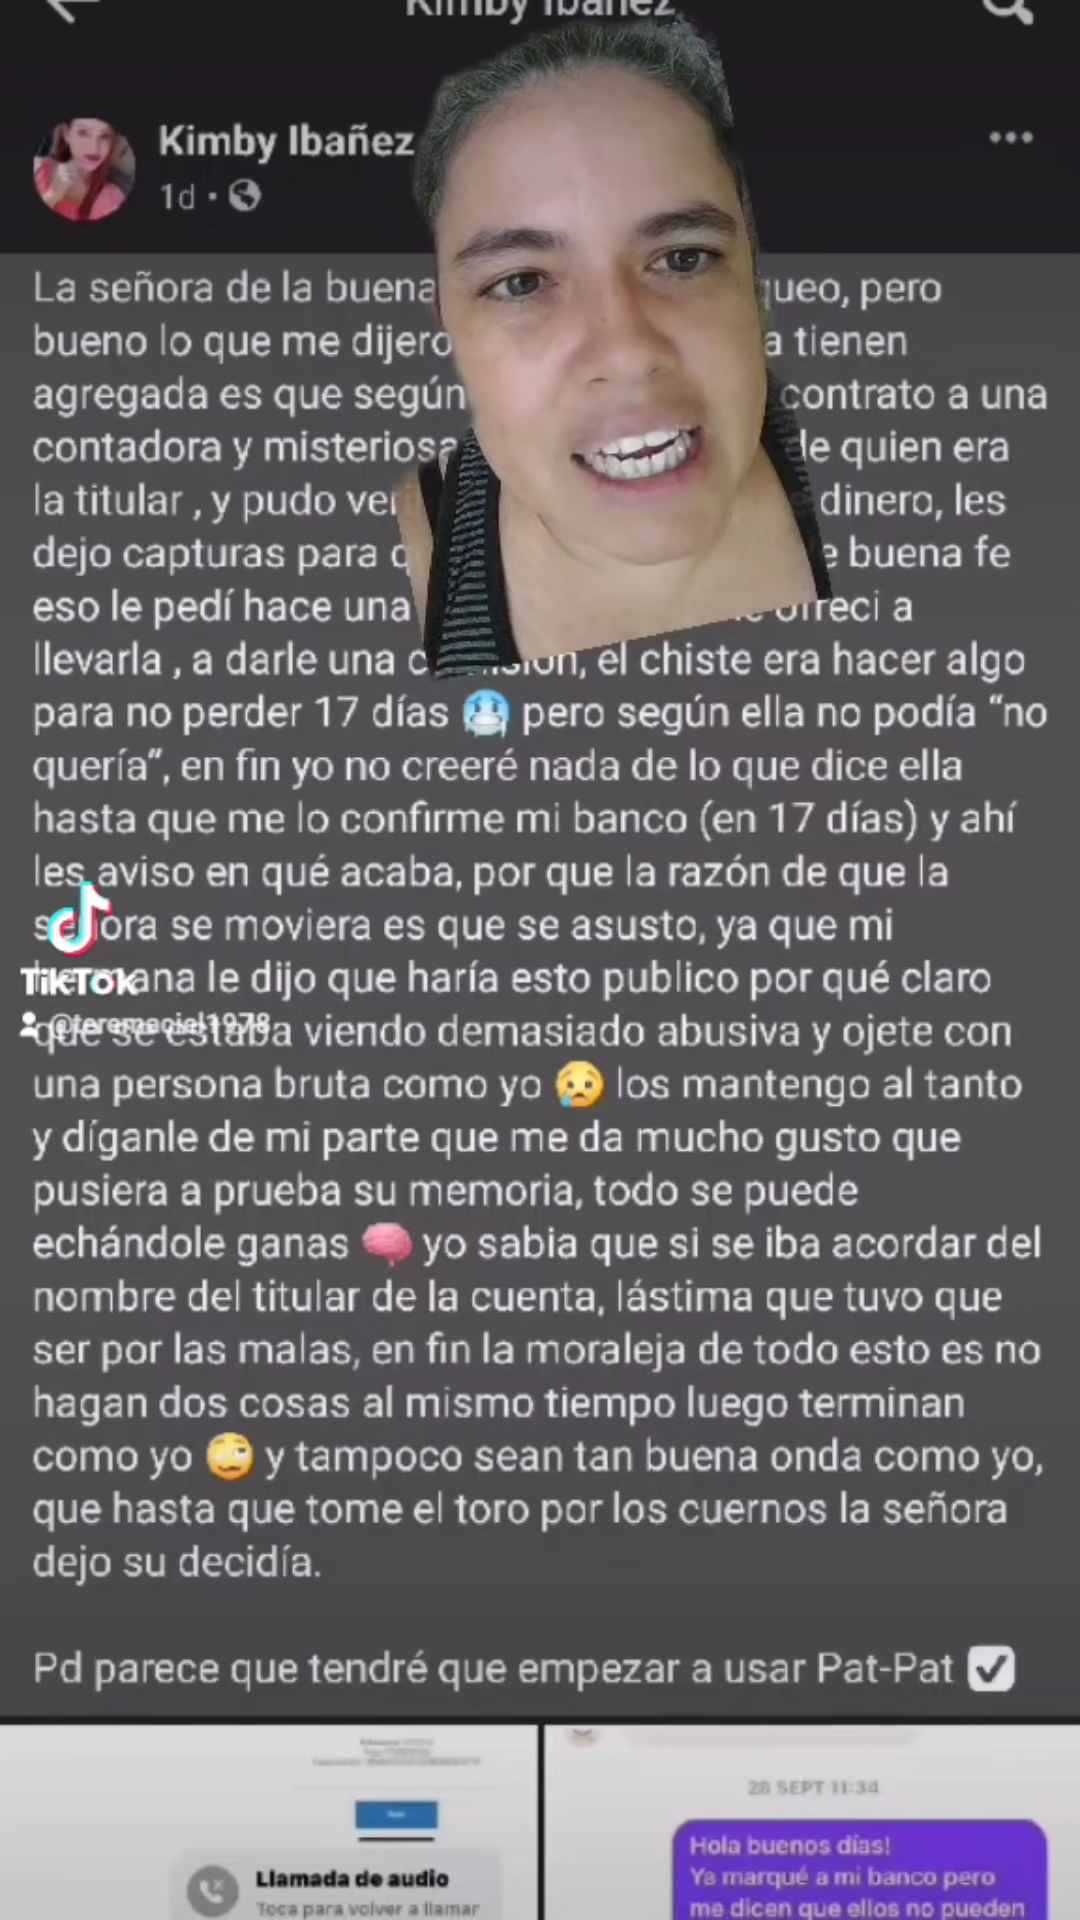 Kimby Ibañez
Kimby Ibañez
1d
La señora de la buena queo, pero
bueno lo que me dijero a tienen
agregada es que según contrato a una
contadora y misteriosa de quien era
la titular , y pudo ver dinero, les
dejo capturas para q e buena fe
eso le pedí hace una ofreci a
llevarla , a darle una , el chiste era hacer algo
para no perder 17 días 🥶 pero según ella no podía “no
quería“, en fin yo no creeré nada de lo que dice ella
hasta que me lo confirme mi banco (en 17 días) y ahí
les aviso en qué acaba, por que la razón de que la
señora se moviera es que se asusto, ya que mi
TikTok
ana le dijo que haría esto publico por qué claro
@teremaciel1978
que se estaba viendo demasiado abusiva y ojete con
una persona bruta como yo 😢 los mantengo al tanto
y díganle de mi parte que me da mucho gusto que
pusiera a prueba su memoria, todo se puede
echándole ganas 🧠 yo sabia que si se iba acordar del
nombre del titular de la cuenta, lástima que tuvo que
ser por las malas, en fin la moraleja de todo esto es no
hagan dos cosas al mismo tiempo luego terminan
como yo 🙄 y tampoco sean tan buena onda como yo,
que hasta que tome el toro por los cuernos la señora
dejo su decidía.
Pd parece que tendré que empezar a usar Pat-Pat ☑
Llamada de audio
Toca para volver a llamar
28 SEPT 11:34
Hola buenos días!
Ya marqué a mi banco pero
me dicen que ellos no pueden